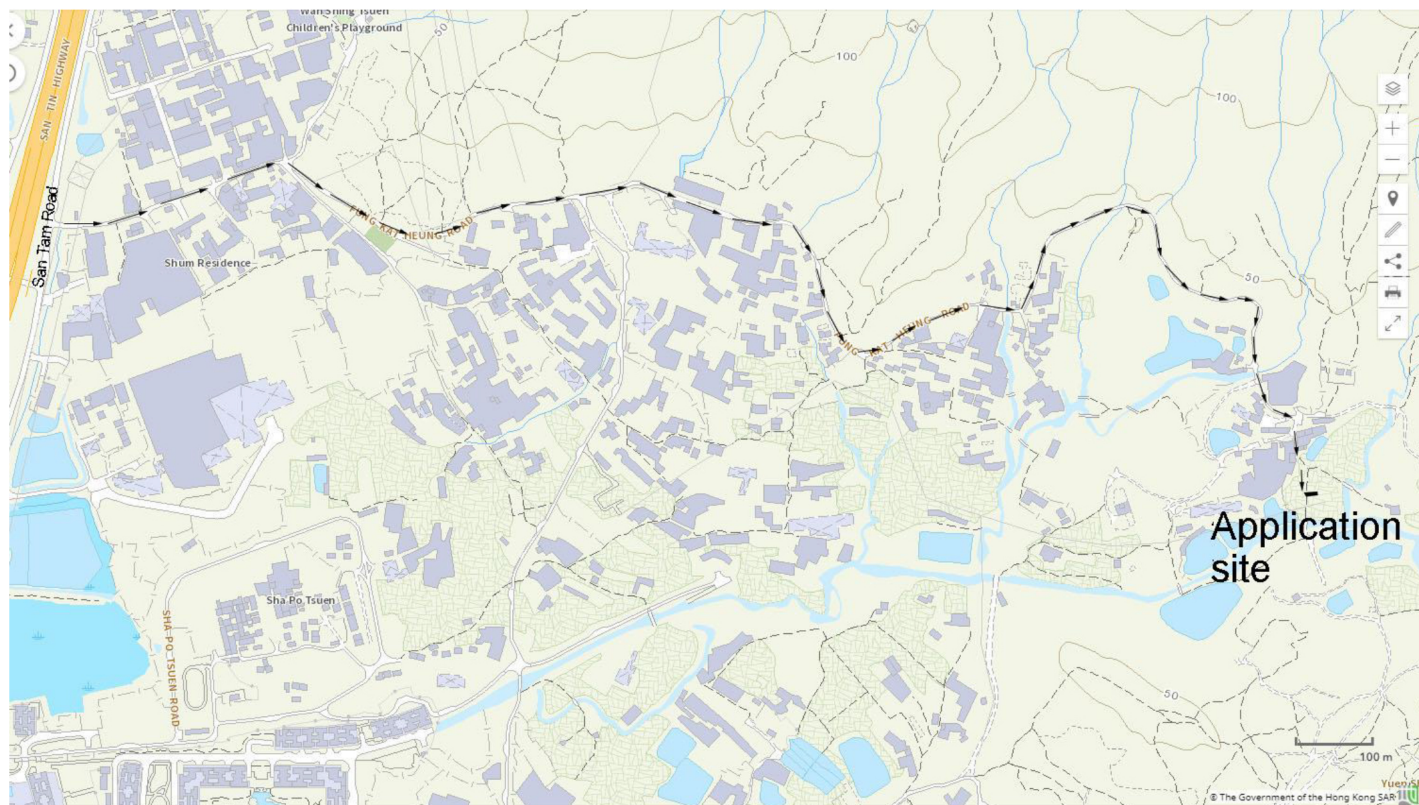 Wah Shing Tsuen
Children's Playground
50
100
100
SAN TIN HIGHWAY
San Tam Road
FUNG KAT HEUNG ROAD
Shum Residence
50
FUNG KAT HEUNG ROAD
Application
site
Sha Po Tsuen
SHA PO TSUEN ROAD
50
100 m
© The Government of the Hong Kong SAR